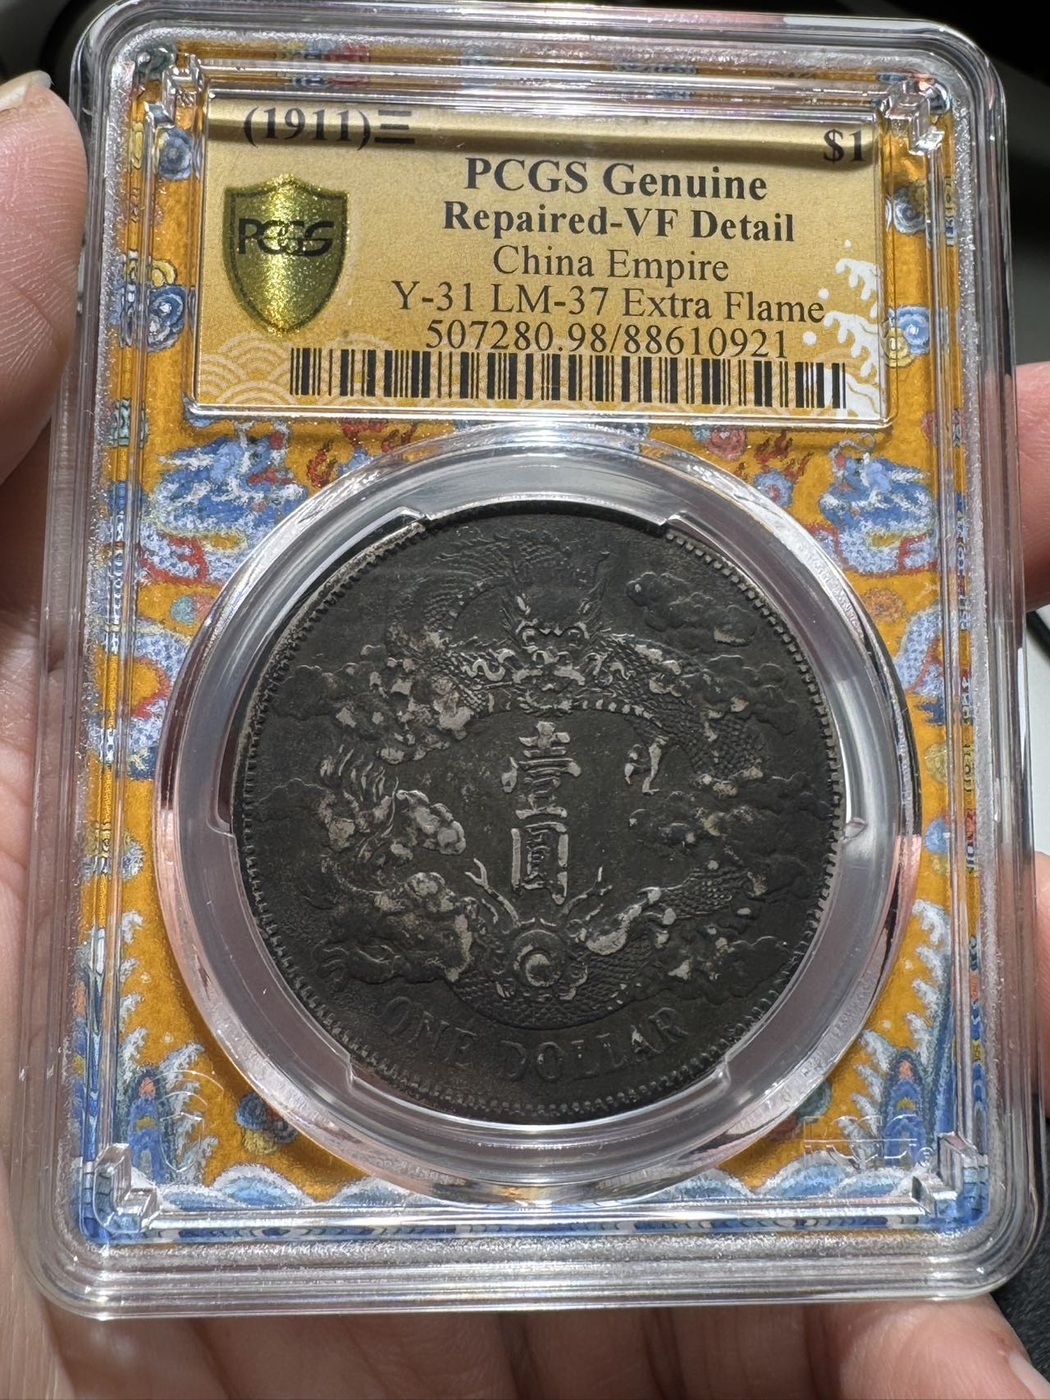 (1911)三 $1
PCGS Genuine
PCGS
Repaired-VF Detail
China Empire
Y-31 LM-37 Extra Flame
507280.98/88610921
壹
圓
ONE DOLLAR